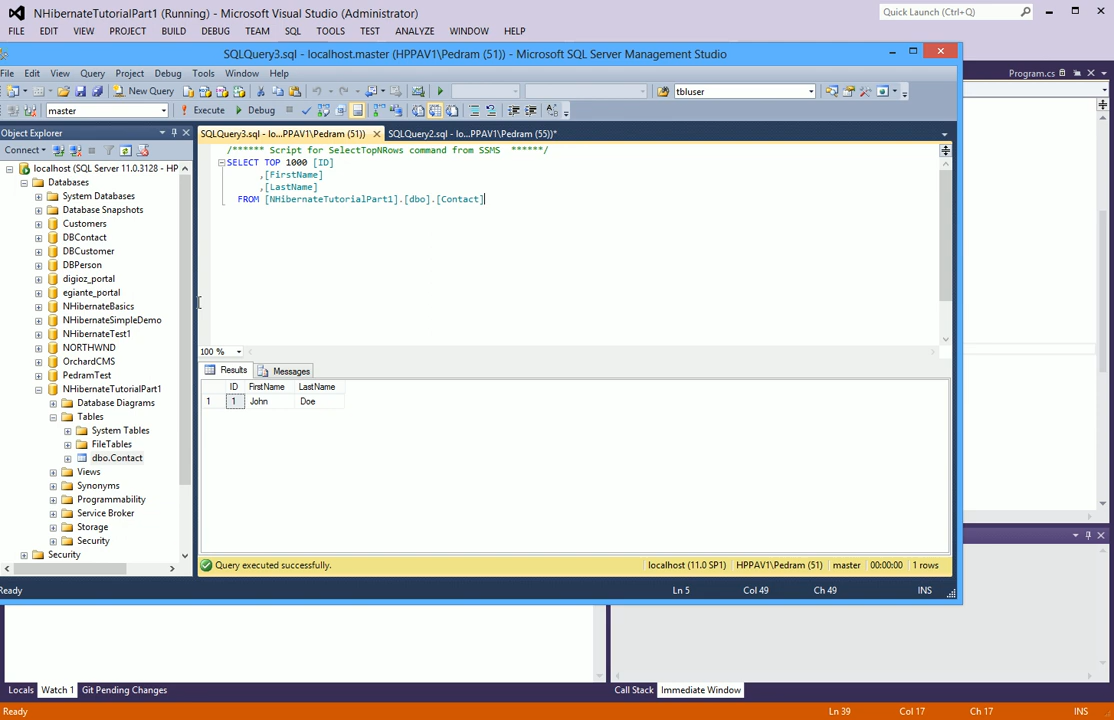 NHibernateTutorialPart1 (Running) - Microsoft Visual Studio (Administrator)
Quick Launch (Ctrl+Q)
FILE EDIT VIEW PROJECT BUILD DEBUG TEAM SQL TOOLS TEST ANALYZE WINDOW HELP
SQLQuery3.sql - localhost.master (HPPAV1\Pedram (51)) - Microsoft SQL Server Management Studio
File Edit View Query Project Debug Tools Window Help
Program.cs
New Query
tbluser
master
Execute
Debug
Object Explorer
SQLQuery3.sql - lo...PPAV1\Pedram (51))
SQLQuery2.sql - lo...PPAV1\Pedram (55))*
Connect
localhost (SQL Server 11.0.3128 - HP
Databases
System Databases
Database Snapshots
Customers
DBContact
DBCustomer
DBPerson
digioz_portal
egiante_portal
NHibernateBasics
NHibernateSimpleDemo
NHibernateTest1
NORTHWND
OrchardCMS
PedramTest
NHibernateTutorialPart1
Database Diagrams
Tables
System Tables
FileTables
dbo.Contact
Views
Synonyms
Programmability
Service Broker
Storage
Security
Security
/****** Script for SelectTopNRows command from SSMS  ******/
SELECT TOP 1000 [ID]
,[FirstName]
,[LastName]
FROM [NHibernateTutorialPart1].[dbo].[Contact]
100 %
Results
Messages
ID FirstName LastName
1 1 John Doe
Query executed successfully.
localhost (11.0 SP1) HPPAV1\Pedram (51) master 00:00:00 1 rows
Ready
Ln 5 Col 49 Ch 49 INS
Locals Watch 1 Git Pending Changes
Call Stack Immediate Window
Ready
Ln 39 Col 17 Ch 17 INS